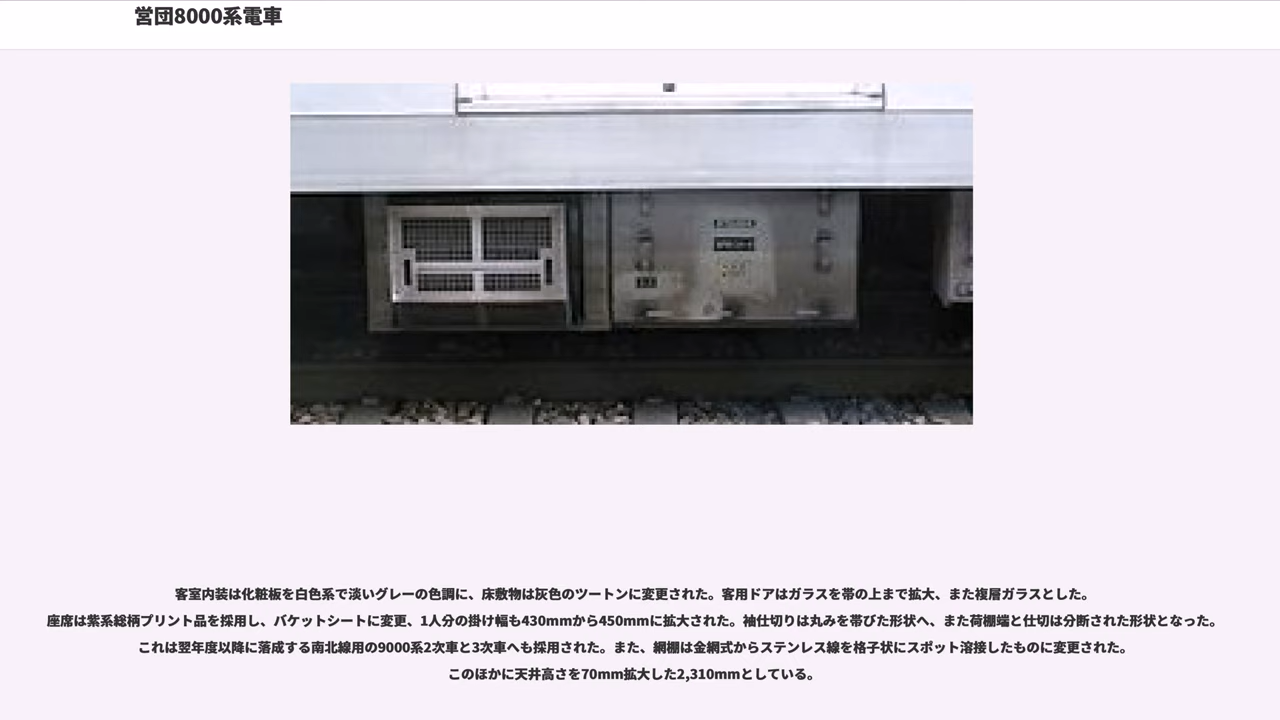 営団8000系電車
客室内装は化粧板を白色系で淡いグレーの色調に、床敷物は灰色のツートンに変更された。客用ドアはガラスを帯の上まで拡大、また複層ガラスとした。
座席は紫系総柄プリント品を採用し、バケットシートに変更、1人分の掛け幅も430mmから450mmに拡大された。袖仕切りは丸みを帯びた形状へ、また荷棚端と仕切は分断された形状となった。
これは翌年度以降に落成する南北線用の9000系2次車と3次車へも採用された。また、網棚は金網式からステンレス線を格子状にスポット溶接したものに変更された。
このほかに天井高さを70mm拡大した2,310mmとしている。